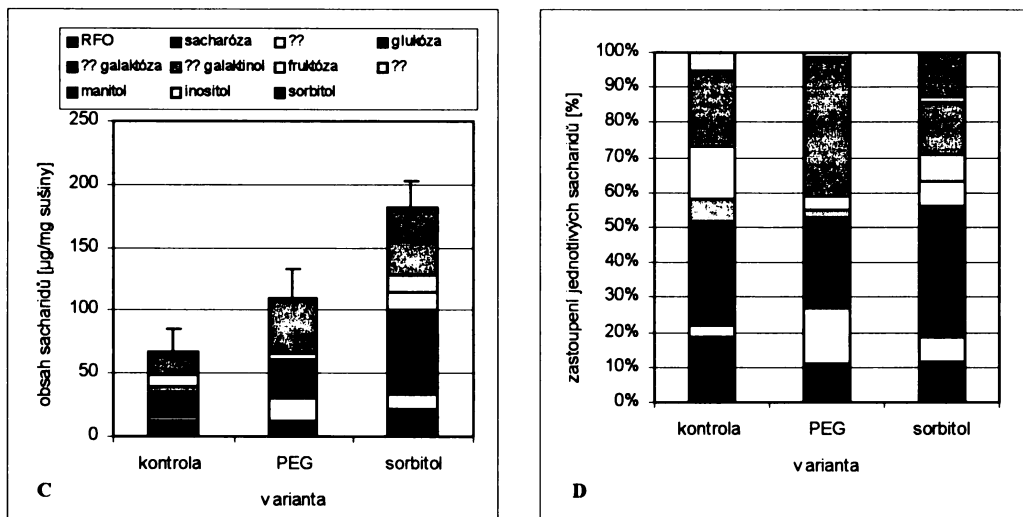 RFO sacharóza ?? glukóza
?? galaktóza ?? galaktinol fruktóza ??
manitol inositol sorbitol
obsah sacharidů [µg/mg sušiny]
250
200
150
100
50
0
kontrola PEG sorbitol
varianta
C
zastoupení jednotlivých sacharidů [%]
100%
90%
80%
70%
60%
50%
40%
30%
20%
10%
0%
kontrola PEG sorbitol
varianta
D